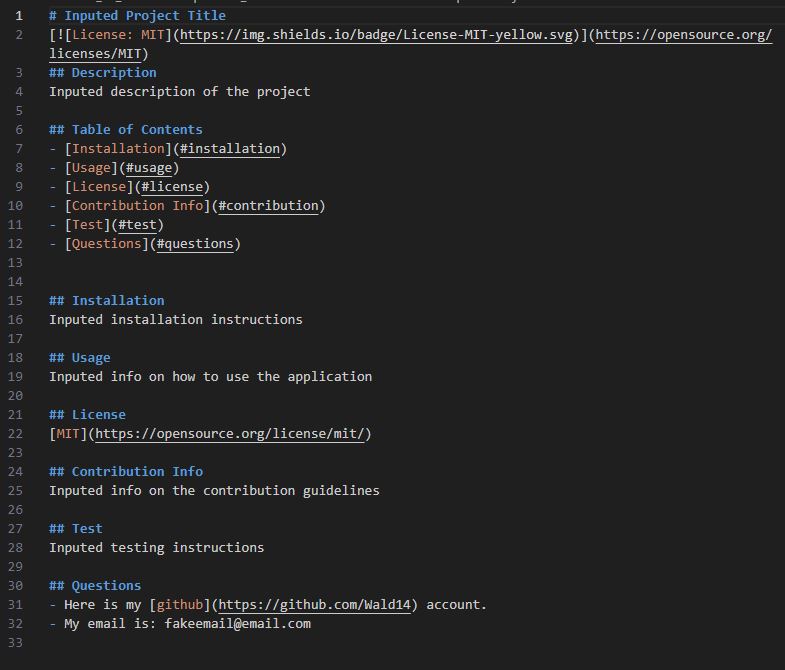 1 # Inputed Project Title
2 [![License: MIT](https://img.shields.io/badge/License-MIT-yellow.svg)](https://opensource.org/
licenses/MIT)
3 ## Description
4 Inputed description of the project
5
6 ## Table of Contents
7 - [Installation](#installation)
8 - [Usage](#usage)
9 - [License](#license)
10 - [Contribution Info](#contribution)
11 - [Test](#test)
12 - [Questions](#questions)
13
14
15 ## Installation
16 Inputed installation instructions
17
18 ## Usage
19 Inputed info on how to use the application
20
21 ## License
22 [MIT](https://opensource.org/license/mit/)
23
24 ## Contribution Info
25 Inputed info on the contribution guidelines
26
27 ## Test
28 Inputed testing instructions
29
30 ## Questions
31 - Here is my [github](https://github.com/Wald14) account.
32 - My email is: fakeemail@email.com
33